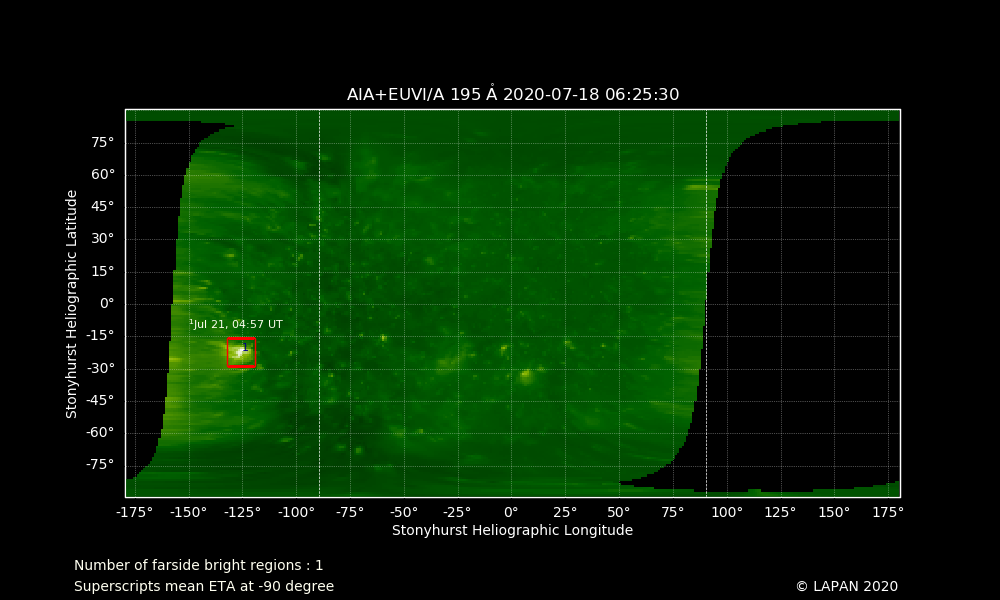 AIA+EUVI/A 195 Å 2020-07-18 06:25:30
Stonyhurst Heliographic Latitude
75°
60°
45°
30°
15°
0°
-15°
-30°
-45°
-60°
-75°
¹Jul 21, 04:57 UT
1
-175° -150° -125° -100° -75° -50° -25° 0° 25° 50° 75° 100° 125° 150° 175°
Stonyhurst Heliographic Longitude
Number of farside bright regions : 1
Superscripts mean ETA at -90 degree
© LAPAN 2020